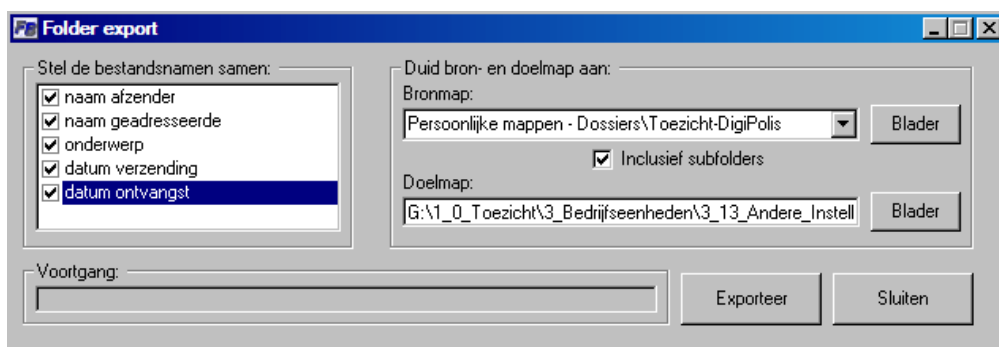 Folder export
Stel de bestandsnamen samen:
naam afzender
naam geadresseerde
onderwerp
datum verzending
datum ontvangst
Duid bron- en doelmap aan:
Bronmap:
Persoonlijke mappen - Dossiers\Toezicht-DigiPolis
Blader
Inclusief subfolders
Doelmap:
G:\1_0_Toezicht\3_Bedrijfseenheden\3_13_Andere_Instell
Blader
Voortgang:
Exporteer
Sluiten